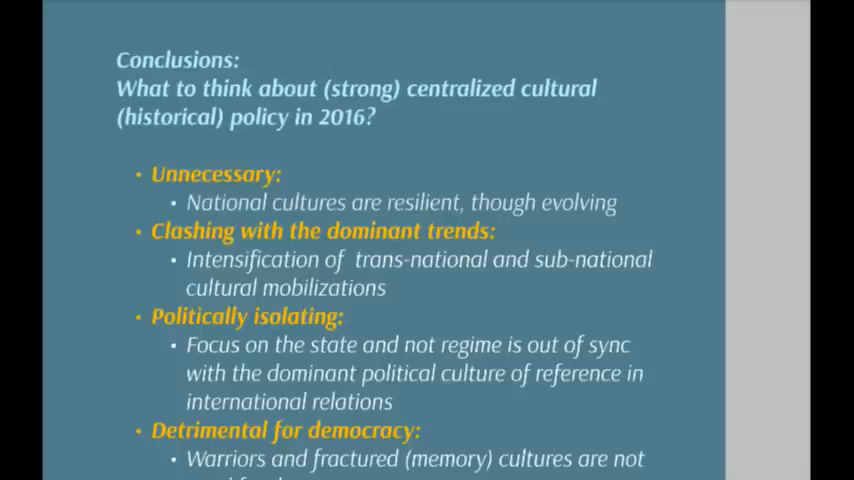 Conclusions:
What to think about (strong) centralized cultural
(historical) policy in 2016?
• Unnecessary:
• National cultures are resilient, though evolving
• Clashing with the dominant trends:
• Intensification of trans-national and sub-national
cultural mobilizations
• Politically isolating:
• Focus on the state and not regime is out of sync
with the dominant political culture of reference in
international relations
• Detrimental for democracy:
• Warriors and fractured (memory) cultures are not